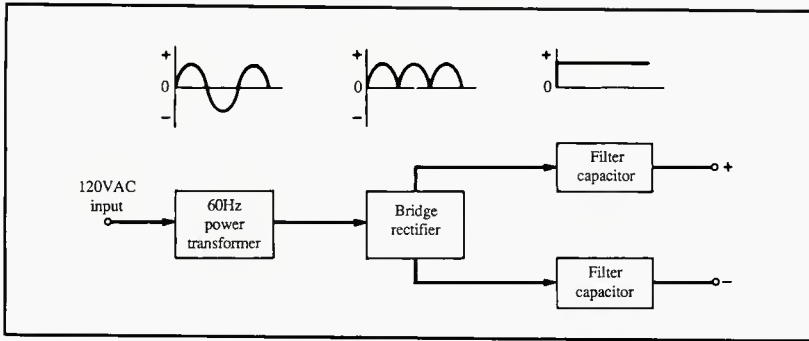 +
0
−
+
0
−
+
0
120VAC
input
60Hz
power
transformer
Bridge
rectifier
Filter
capacitor
+
Filter
capacitor
−